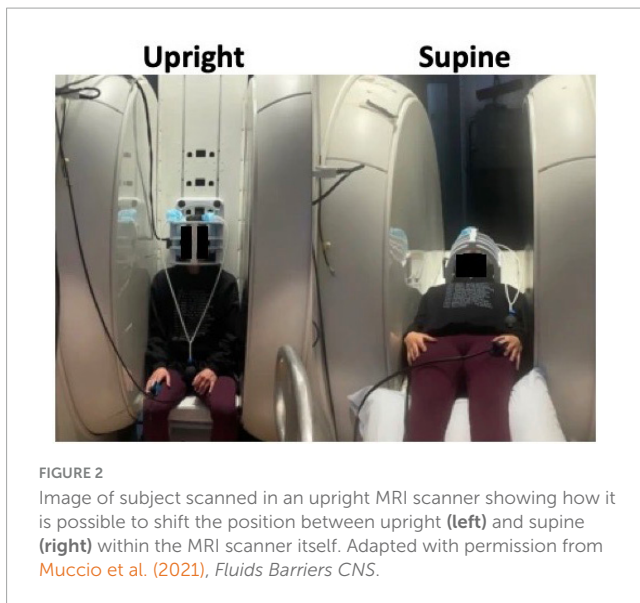 Upright Supine
FIGURE 2
Image of subject scanned in an upright MRI scanner showing how it
is possible to shift the position between upright (left) and supine
(right) within the MRI scanner itself. Adapted with permission from
Muccio et al. (2021), Fluids Barriers CNS.